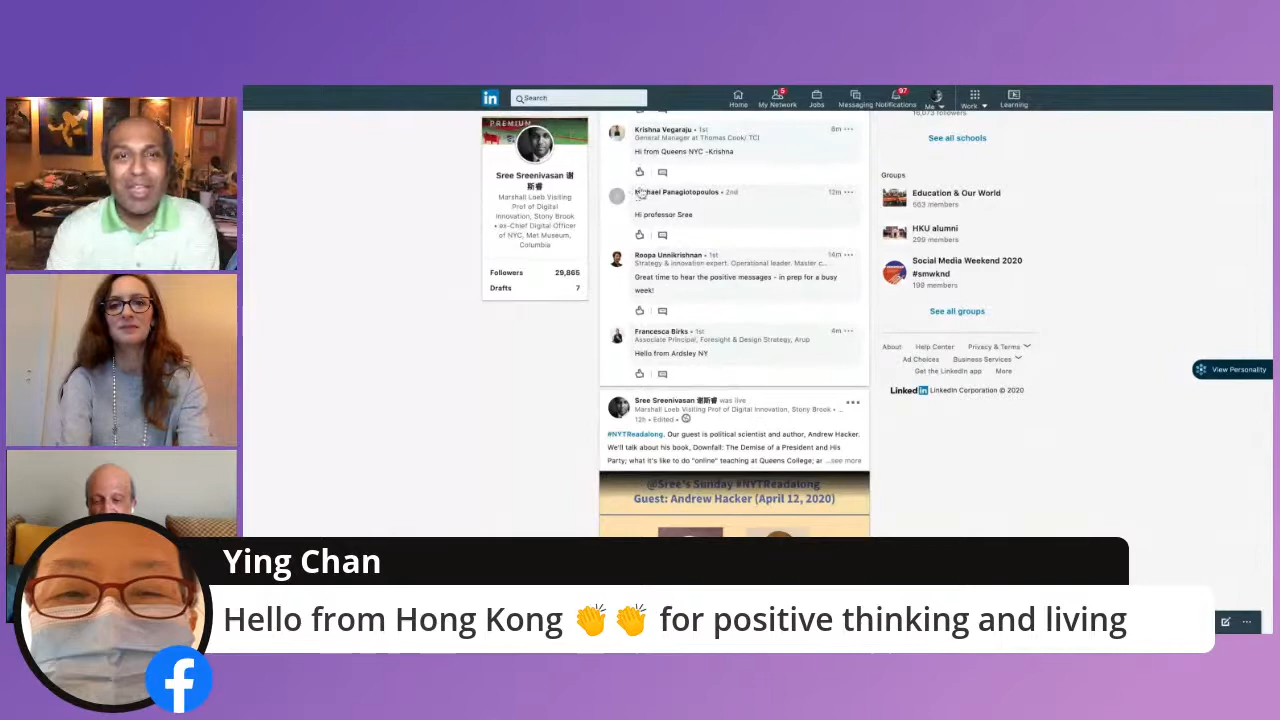 in
Search
Home
5
My Network
Jobs
Messaging
97
Notifications
Me
Work
Learning
PREMIUM
Sree Sreenivasan 谢
斯睿
Marshall Loeb Visiting
Prof of Digital
Innovation, Stony Brook
• ex-Chief Digital Officer
of NYC, Met Museum,
Columbia
Followers 29,865
Drafts 7
Krishna Vegaraju • 1st 8m
General Manager at Thomas Cook/ TCI
Hi from Queens NYC -Krishna
Panagiotopoulos • 2nd 12m
Hi professor Sree
Roopa Unnikrishnan • 1st 14m
Strategy & innovation expert. Operational leader. Master c...
Great time to hear the positive messages - in prep for a busy
week!
Francesca Birks • 1st 4m
Associate Principal, Foresight & Design Strategy, Arup
Hello from Ardsley NY
Sree Sreenivasan 谢斯睿 was live
Marshall Loeb Visiting Prof of Digital Innovation, Stony Brook • ...
12h • Edited •
#NYTReadalong. Our guest is political scientist and author, Andrew Hacker.
We'll talk about his book, Downfall: The Demise of a President and His
Party; what it's like to do "online" teaching at Queens College; ar ...see more
@Sree's Sunday #NYTReadalong
Guest: Andrew Hacker (April 12, 2020)
followers
See all schools
Groups
Education & Our World
563 members
HKU alumni
299 members
Social Media Weekend 2020
#smwknd
199 members
See all groups
About Help Center Privacy & Terms
Ad Choices Business Services
Get the LinkedIn app More
Linked in LinkedIn Corporation © 2020
View Personality
Ying Chan
Hello from Hong Kong 👏👏 for positive thinking and living